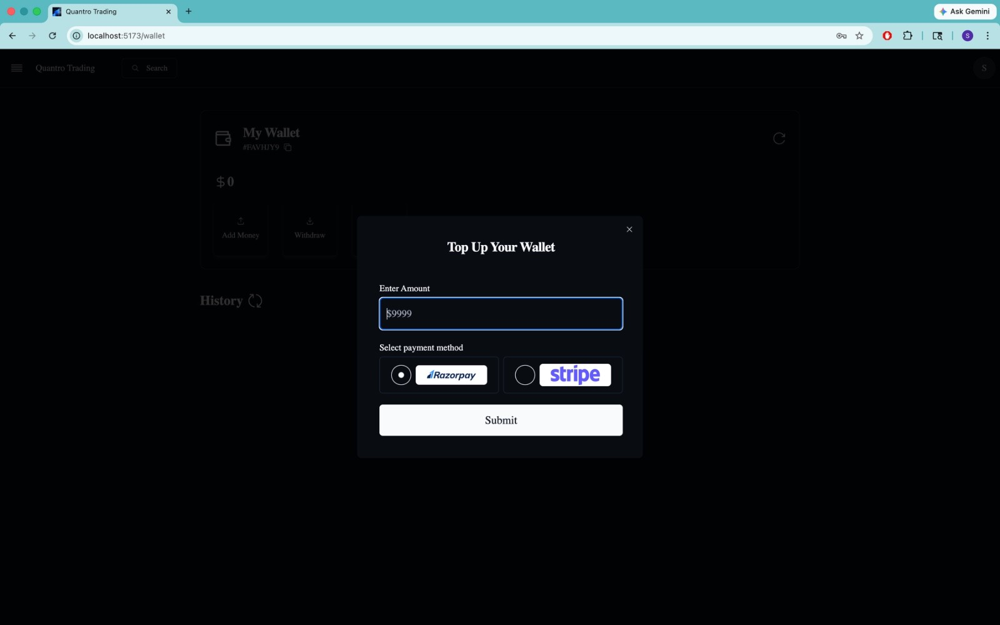 Quantro Trading
Ask Gemini
localhost:5173/wallet
S
Quantro Trading
Search
S
My Wallet
#FAVHJY9
$0
Add Money
Withdraw
Top Up Your Wallet
Enter Amount
$9999
Select payment method
Razorpay
stripe
Submit
History